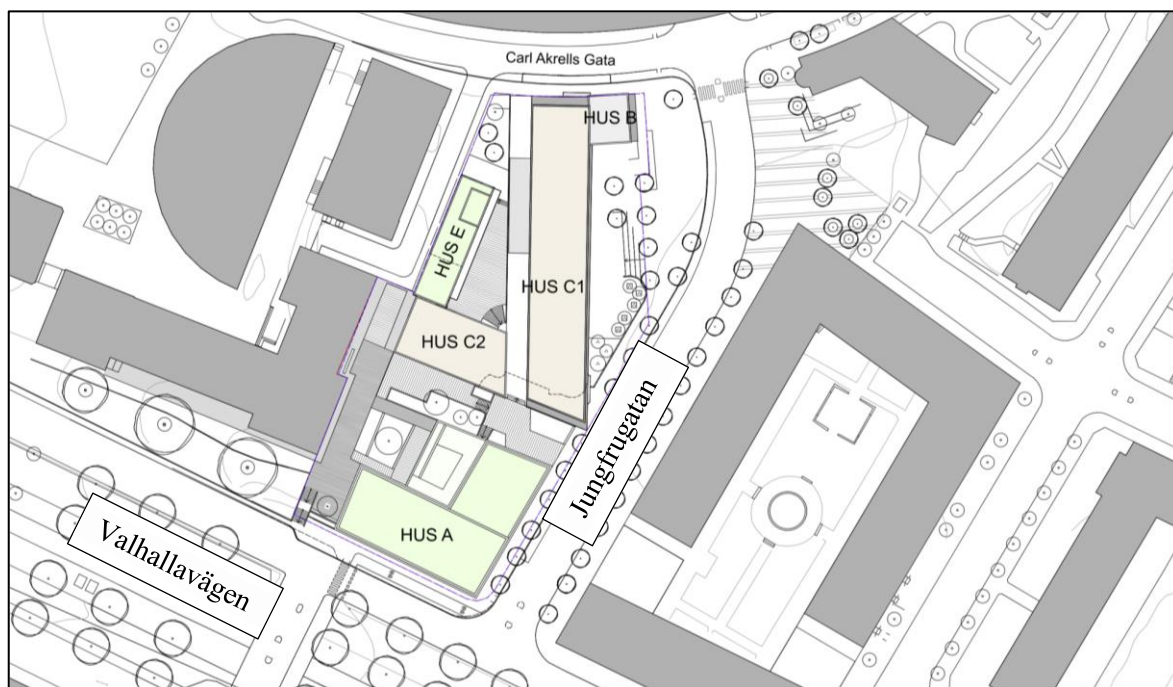 Carl Akrells Gata
HUS B
HUS E
HUS C1
HUS C2
Jungfrugatan
HUS A
Valhallavägen